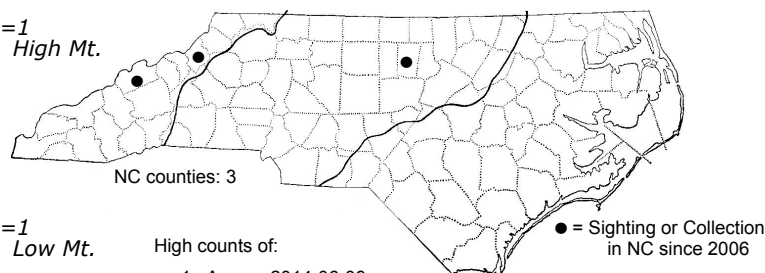 =1
High Mt.
NC counties: 3
=1
Low Mt.
High counts of:
● = Sighting or Collection
in NC since 2006